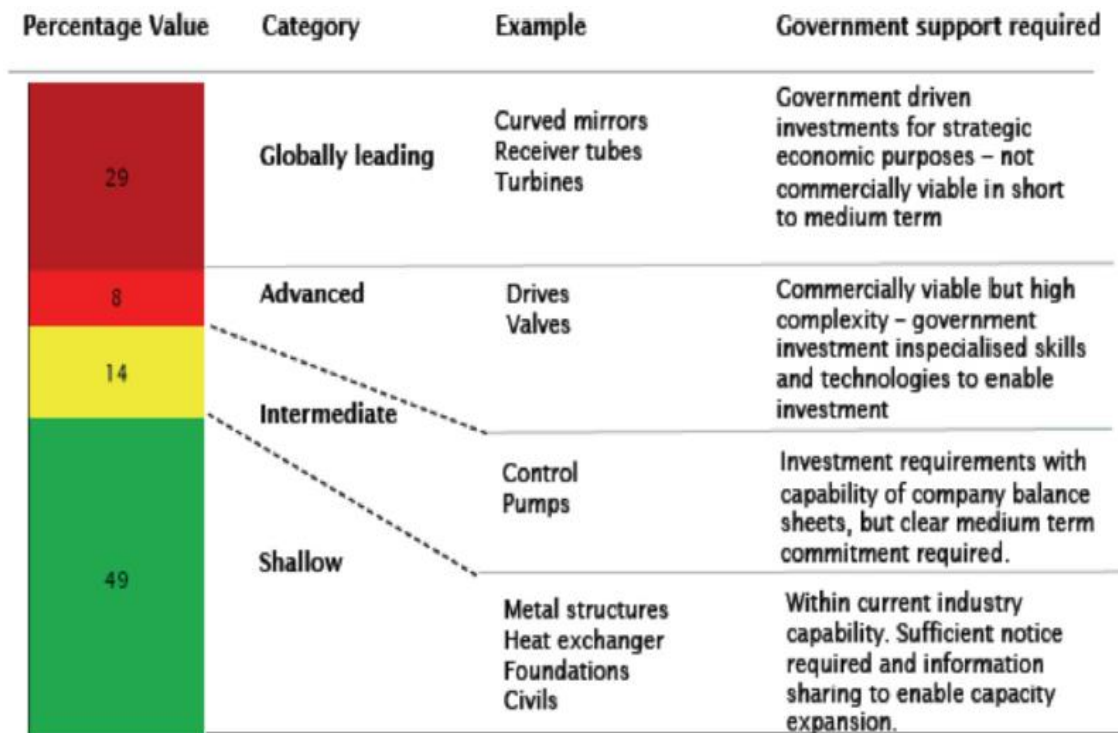 Percentage Value Category Example Government support required
29
Globally leading
Curved mirrors
Receiver tubes
Turbines
Government driven
investments for strategic
economic purposes – not
commercially viable in short
to medium term
8
Advanced
Drives
Valves
Commercially viable but high
complexity – government
investment inspecialised skills
and technologies to enable
investment
14
Intermediate
Control
Pumps
Investment requirements with
capability of company balance
sheets, but clear medium term
commitment required.
49
Shallow
Metal structures
Heat exchanger
Foundations
Civils
Within current industry
capability. Sufficient notice
required and information
sharing to enable capacity
expansion.